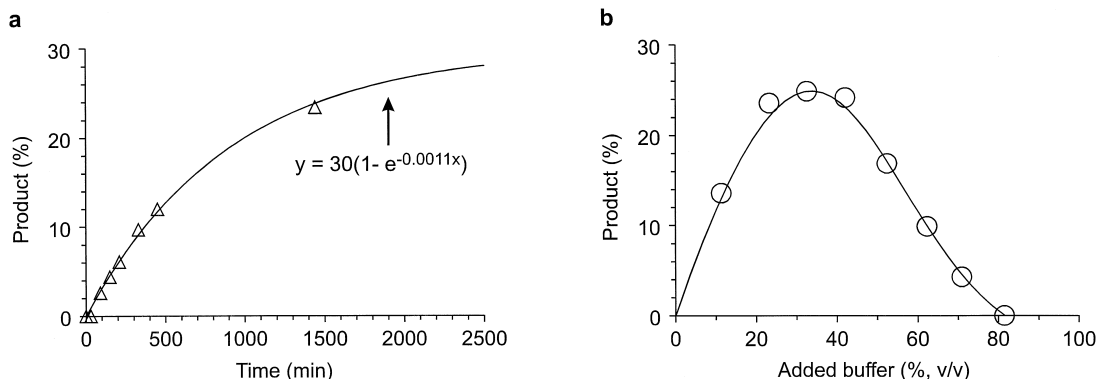 a
30
20
10
0
Product (%)
y = 30(1- e-0.0011x)
0 500 1000 1500 2000 2500
Time (min)
b
30
20
10
0
Product (%)
0 20 40 60 80 100
Added buffer (%, v/v)